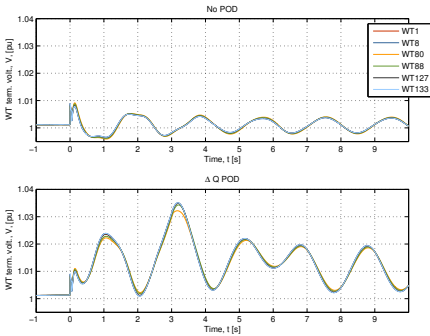 No POD
1.04
1.03
1.02
1.01
1
WT term. volt., V, [pu]
-1 0 1 2 3 4 5 6 7 8 9
Time, t [s]
WT1
WT8
WT80
WT88
WT127
WT133
Δ Q POD
1.04
1.03
1.02
1.01
1
WT term. volt., V, [pu]
-1 0 1 2 3 4 5 6 7 8 9
Time, t [s]